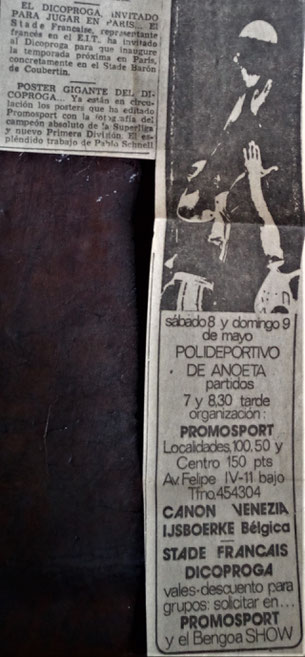 EL DICOPROGA, INVITADO
PARA JUGAR EN PARIS... El
Stade Française, representante
francés en el E.I.T. ha invitado
al Dicoproga para que inaugure
la temporada próxima en Paris,
concretamente en el Stade Barón
de Coubertin.
POSTER GIGANTE DEL DI-
COPROGA... Ya están en circu-
lación los posters que ha editado
Promosport con la fotografia del
campeón absoluto de la Superliga
y nuevo Primera División. El es-
pléndido trabajo de Pablo Schnell
sábado 8 y domingo 9
de mayo
POLIDEPORTIVO
DE ANOETA
partidos
7 y 8,30 tarde
organización:
PROMOSPORT
Localidades, 100, 50 y
Centro 150 pts
Av. Felipe IV-11 bajo
Tfno. 454304
CANON VENEZIA
IJSBOERKE Bélgica
STADE FRANCAIS
DICOPROGA
vales-descuento para
grupos: solicitar en...
PROMOSPORT
y el Bengoa SHOW